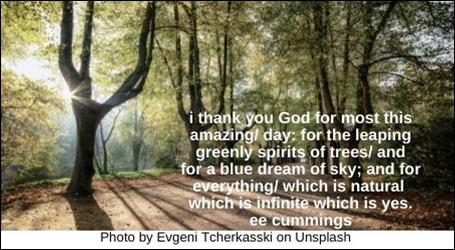 i thank you God for most this
amazing/ day: for the leaping
greenly spirits of trees/ and
for a blue dream of sky; and for
everything/ which is natural
which is infinite which is yes.
ee cummings
Photo by Evgeni Tcherkasski on Unsplash